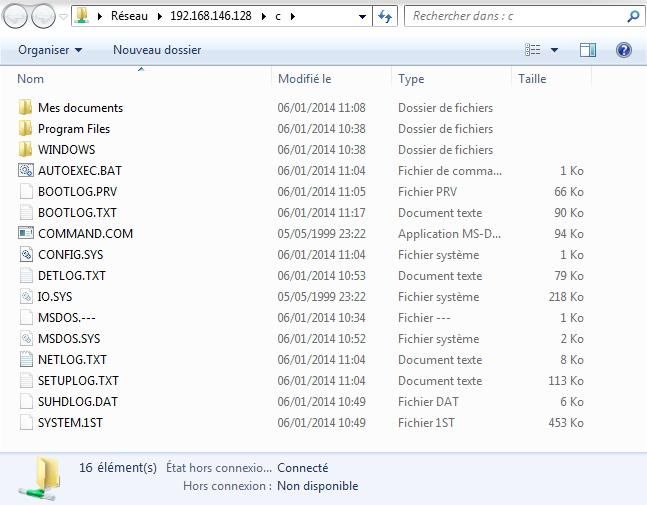 Réseau 192.168.146.128 c Rechercher dans : c
Organiser Nouveau dossier
Nom Modifié le Type Taille
Mes documents 06/01/2014 11:08 Dossier de fichiers
Program Files 06/01/2014 10:38 Dossier de fichiers
WINDOWS 06/01/2014 10:38 Dossier de fichiers
AUTOEXEC.BAT 06/01/2014 11:04 Fichier de comma... 1 Ko
BOOTLOG.PRV 06/01/2014 11:05 Fichier PRV 66 Ko
BOOTLOG.TXT 06/01/2014 11:17 Document texte 90 Ko
COMMAND.COM 05/05/1999 23:22 Application MS-D... 94 Ko
CONFIG.SYS 06/01/2014 11:04 Fichier système 1 Ko
DETLOG.TXT 06/01/2014 10:53 Document texte 79 Ko
IO.SYS 05/05/1999 23:22 Fichier système 218 Ko
MSDOS.--- 06/01/2014 10:34 Fichier --- 1 Ko
MSDOS.SYS 06/01/2014 10:52 Fichier système 2 Ko
NETLOG.TXT 06/01/2014 11:04 Document texte 8 Ko
SETUPLOG.TXT 06/01/2014 11:04 Document texte 113 Ko
SUHDLOG.DAT 06/01/2014 10:49 Fichier DAT 6 Ko
SYSTEM.1ST 06/01/2014 10:49 Fichier 1ST 453 Ko
16 élément(s) État hors connexio... Connecté
Hors connexion : Non disponible